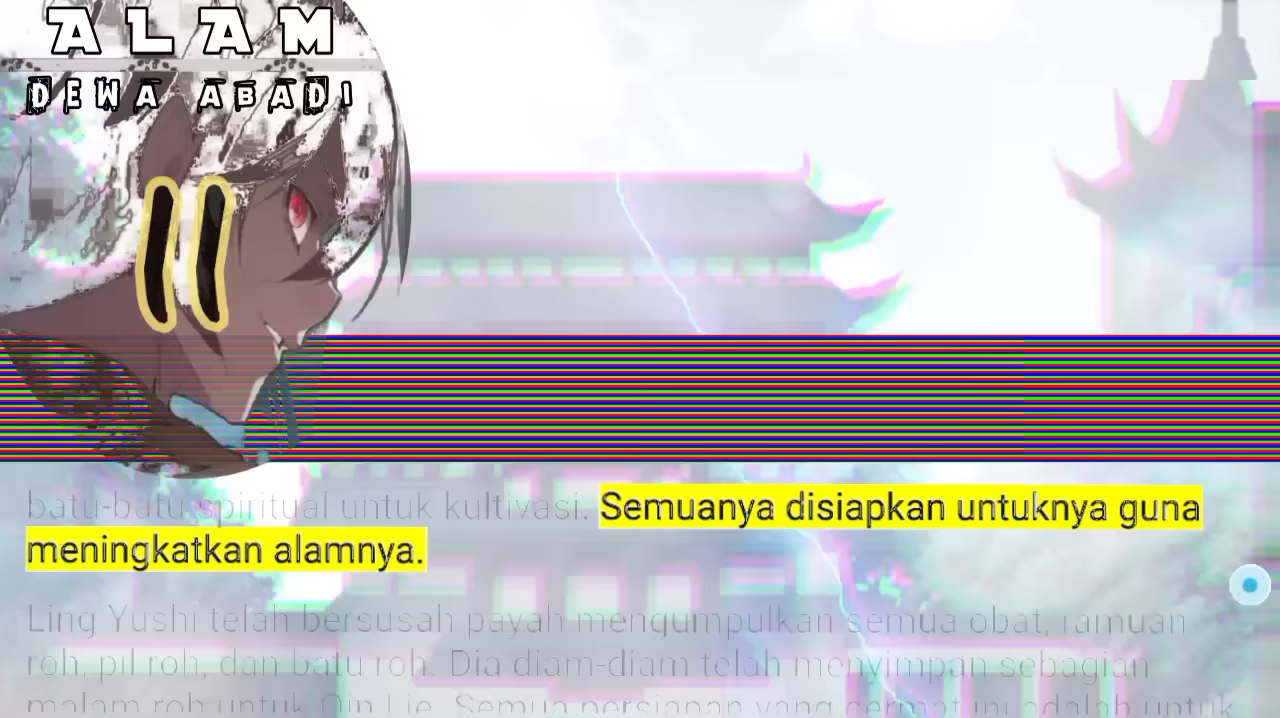 ALAM
DEWA ABADI
batu-batu spiritual untuk kultivasi. Semuanya disiapkan untuknya guna
meningkatkan alamnya.
Ling Yushi telah bersusah payah mengumpulkan semua obat, ramuan
roh, pil roh, dan batu roh. Dia diam-diam telah menyimpan sebagian
malam roh untuk Qin Lie. Semua persiapan yang cermat ini adalah untuk